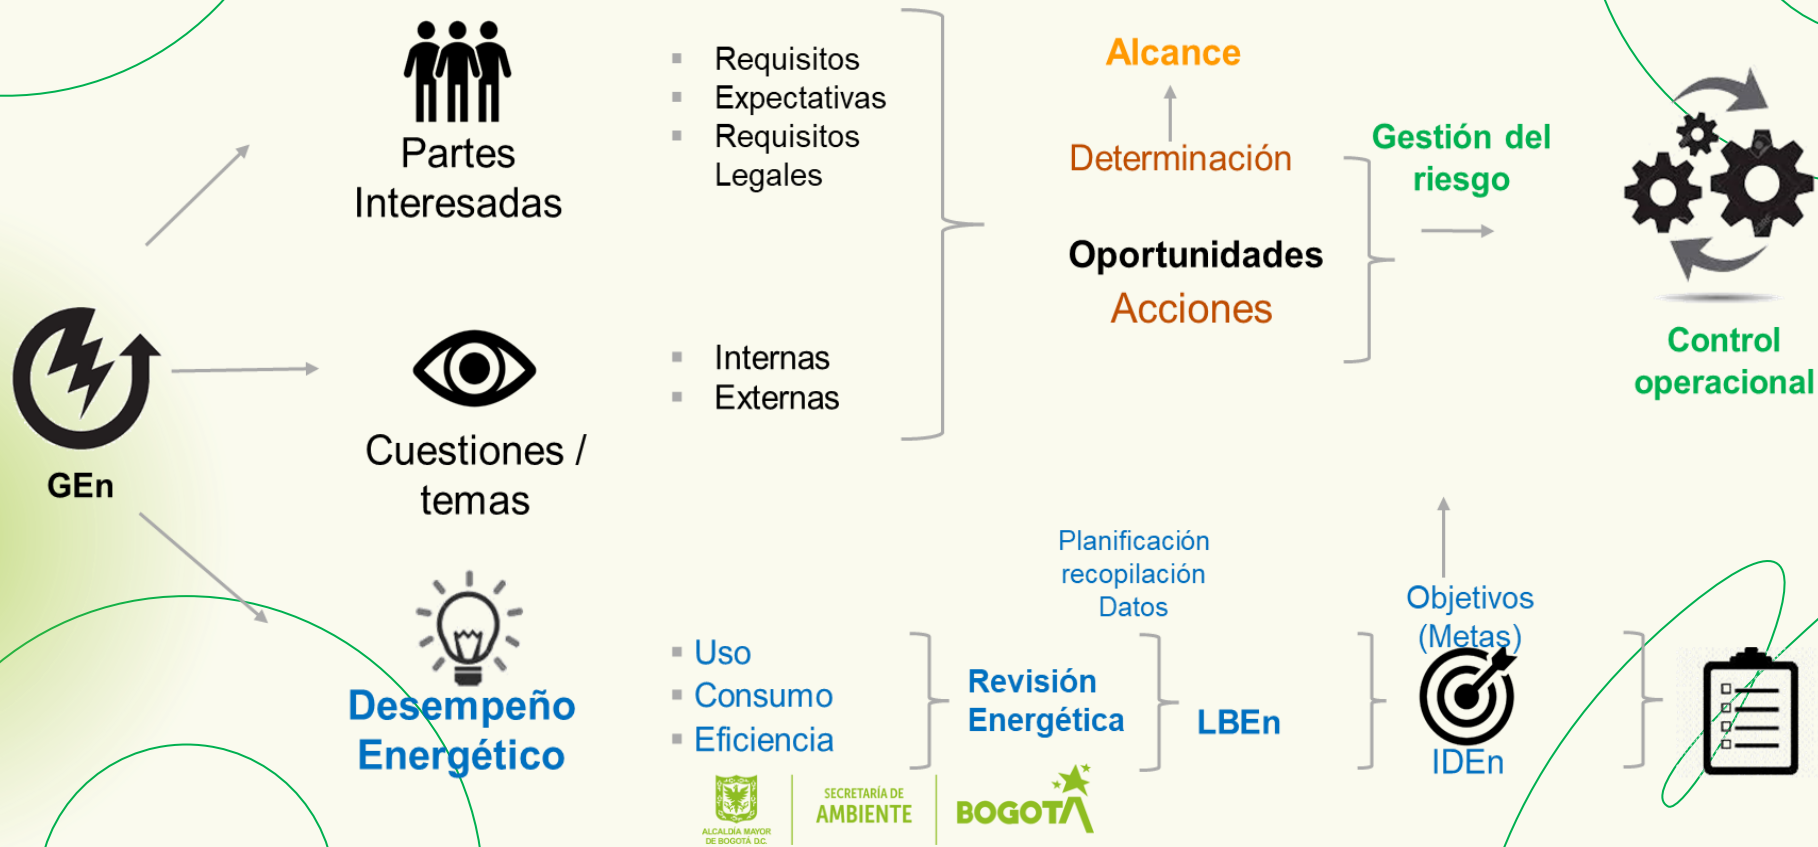 GEn
Partes
Interesadas
Requisitos
Expectativas
Requisitos
Legales
Cuestiones /
temas
Internas
Externas
Alcance
Determinación
Oportunidades
Acciones
Gestión del
riesgo
Control
operacional
Desempeño
Energético
Uso
Consumo
Eficiencia
Revisión
Energética
Planificación
recopilación
Datos
LBEn
Objetivos
(Metas)
IDEn
ALCALDÍA MAYOR
DE BOGOTÁ D.C.
SECRETARÍA DE
AMBIENTE
BOGOTÁ